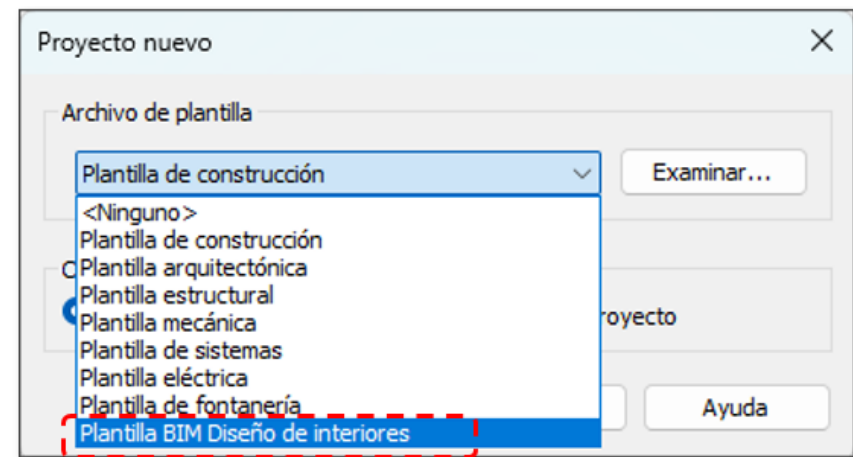 Proyecto nuevo
Archivo de plantilla
Plantilla de construcción
Examinar...
<Ninguno>
Plantilla de construcción
Plantilla arquitectónica
Plantilla estructural
Plantilla mecánica
Plantilla de sistemas
Plantilla eléctrica
Plantilla de fontanería
Plantilla BIM Diseño de interiores
Ayuda